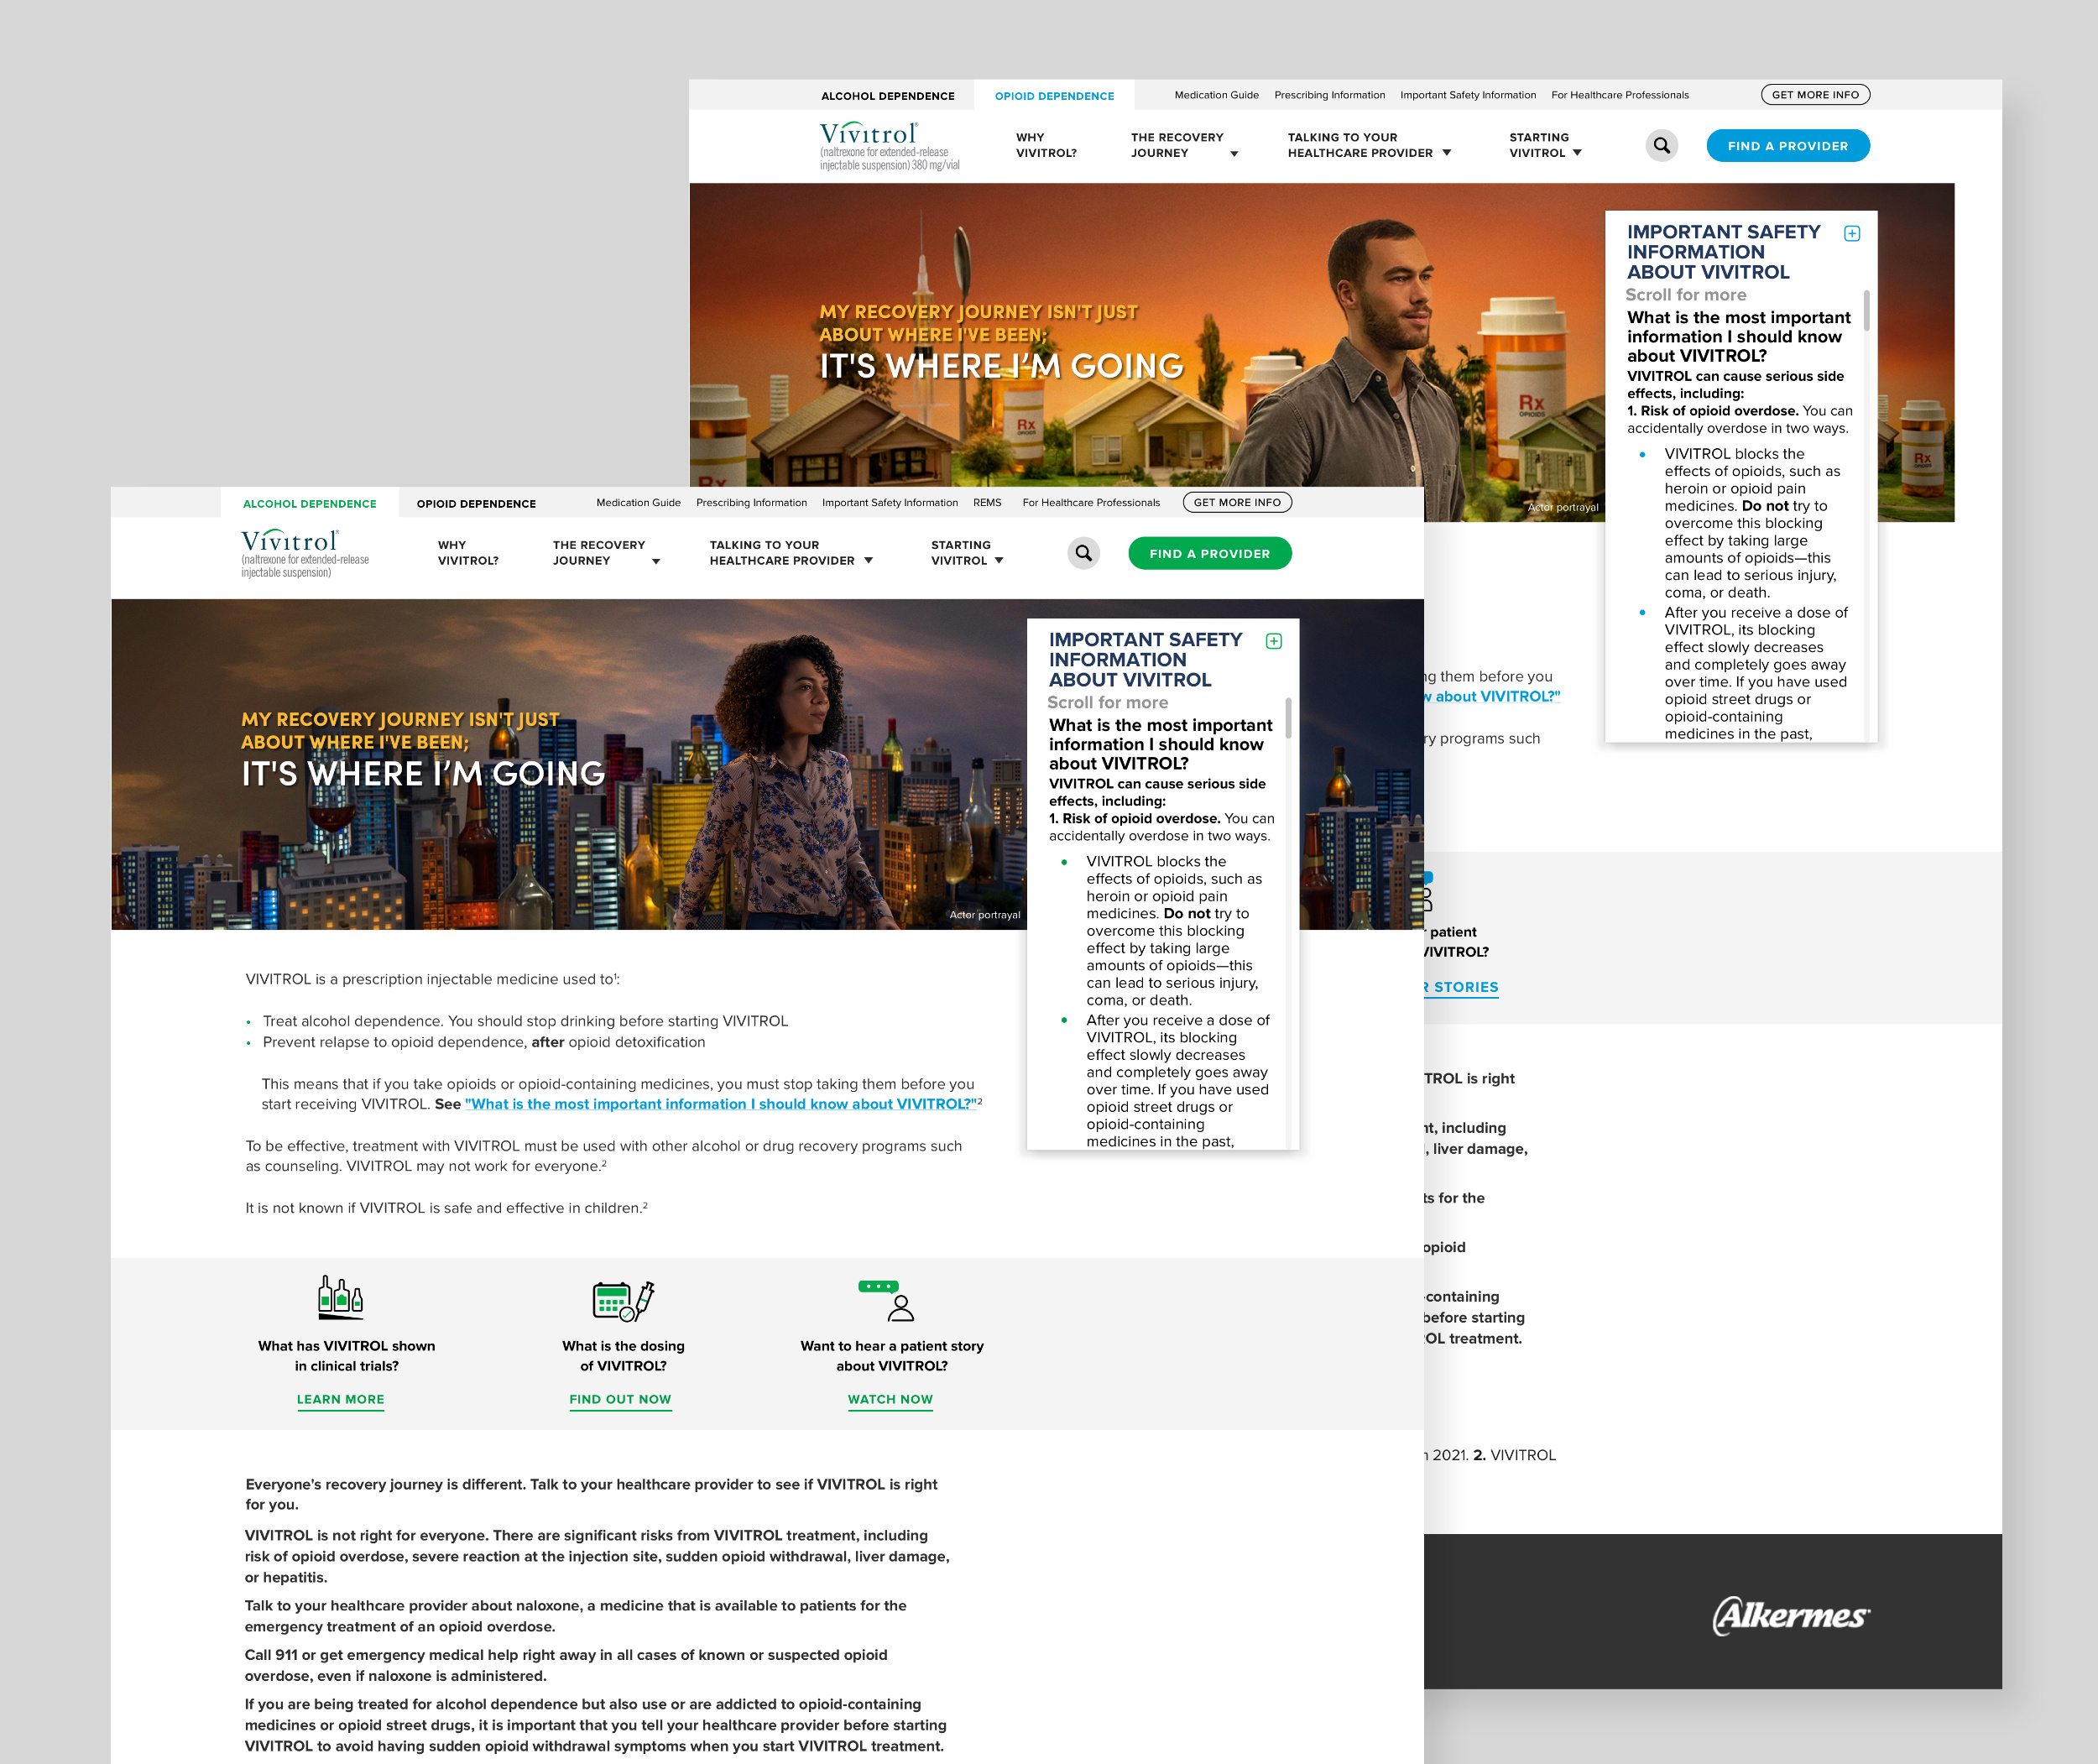 ALCOHOL DEPENDENCE
OPIOID DEPENDENCE
Medication Guide
Prescribing Information
Important Safety Information
For Healthcare Professionals
GET MORE INFO
Vivitrol®
(naltrexone for extended-release
injectable suspension) 380 mg/vial
WHY
VIVITROL?
THE RECOVERY
JOURNEY
TALKING TO YOUR
HEALTHCARE PROVIDER
STARTING
VIVITROL
FIND A PROVIDER
MY RECOVERY JOURNEY ISN'T JUST
ABOUT WHERE I'VE BEEN;
IT'S WHERE I'M GOING
Rx
OPIOIDS
Rx
OPIOIDS
Rx
Rx
Actor portrayal
IMPORTANT SAFETY
INFORMATION
ABOUT VIVITROL
Scroll for more
What is the most important
information I should know
about VIVITROL?
VIVITROL can cause serious side
effects, including:
1. Risk of opioid overdose. You can
accidentally overdose in two ways.
VIVITROL blocks the
effects of opioids, such as
heroin or opioid pain
medicines. Do not try to
overcome this blocking
effect by taking large
amounts of opioids—this
can lead to serious injury,
coma, or death.
After you receive a dose of
VIVITROL, its blocking
effect slowly decreases
and completely goes away
over time. If you have used
opioid street drugs or
opioid-containing
medicines in the past,
them before you
about VIVITROL?"
programs such
patient
VIVITROL?
STORIES
is right
including
liver damage,
for the
opioid
containing
before starting
treatment.
2021. 2. VIVITROL
Alkermes®
ALCOHOL DEPENDENCE
OPIOID DEPENDENCE
Medication Guide
Prescribing Information
Important Safety Information
REMS
For Healthcare Professionals
GET MORE INFO
Vivitrol®
(naltrexone for extended-release
injectable suspension)
WHY
VIVITROL?
THE RECOVERY
JOURNEY
TALKING TO YOUR
HEALTHCARE PROVIDER
STARTING
VIVITROL
FIND A PROVIDER
MY RECOVERY JOURNEY ISN'T JUST
ABOUT WHERE I'VE BEEN;
IT'S WHERE I'M GOING
Actor portrayal
IMPORTANT SAFETY
INFORMATION
ABOUT VIVITROL
Scroll for more
What is the most important
information I should know
about VIVITROL?
VIVITROL can cause serious side
effects, including:
1. Risk of opioid overdose. You can
accidentally overdose in two ways.
VIVITROL blocks the
effects of opioids, such as
heroin or opioid pain
medicines. Do not try to
overcome this blocking
effect by taking large
amounts of opioids—this
can lead to serious injury,
coma, or death.
After you receive a dose of
VIVITROL, its blocking
effect slowly decreases
and completely goes away
over time. If you have used
opioid street drugs or
opioid-containing
medicines in the past,
VIVITROL is a prescription injectable medicine used to¹:
• Treat alcohol dependence. You should stop drinking before starting VIVITROL
• Prevent relapse to opioid dependence, after opioid detoxification
This means that if you take opioids or opioid-containing medicines, you must stop taking them before you
start receiving VIVITROL. See "What is the most important information I should know about VIVITROL?"²
To be effective, treatment with VIVITROL must be used with other alcohol or drug recovery programs such
as counseling. VIVITROL may not work for everyone.²
It is not known if VIVITROL is safe and effective in children.²
What has VIVITROL shown
in clinical trials?
LEARN MORE
What is the dosing
of VIVITROL?
FIND OUT NOW
Want to hear a patient story
about VIVITROL?
WATCH NOW
Everyone's recovery journey is different. Talk to your healthcare provider to see if VIVITROL is right
for you.
VIVITROL is not right for everyone. There are significant risks from VIVITROL treatment, including
risk of opioid overdose, severe reaction at the injection site, sudden opioid withdrawal, liver damage,
or hepatitis.
Talk to your healthcare provider about naloxone, a medicine that is available to patients for the
emergency treatment of an opioid overdose.
Call 911 or get emergency medical help right away in all cases of known or suspected opioid
overdose, even if naloxone is administered.
If you are being treated for alcohol dependence but also use or are addicted to opioid-containing
medicines or opioid street drugs, it is important that you tell your healthcare provider before starting
VIVITROL to avoid having sudden opioid withdrawal symptoms when you start VIVITROL treatment.